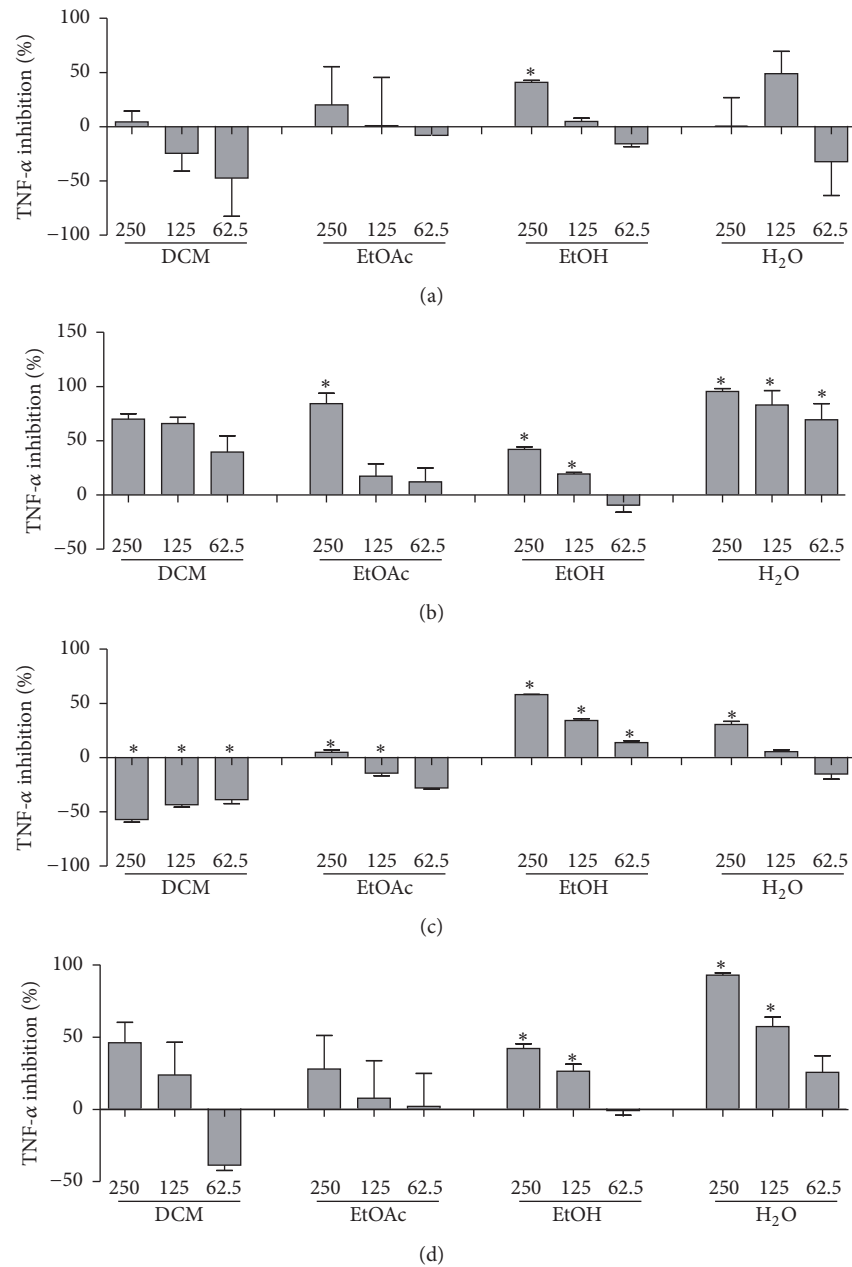 100
50
0
−50
−100
TNF-α inhibition (%)
*
250 125 62.5 250 125 62.5 250 125 62.5 250 125 62.5
DCM EtOAc EtOH H₂O
(a)
150
100
50
0
−50
TNF-α inhibition (%)
* * * * * *
250 125 62.5 250 125 62.5 250 125 62.5 250 125 62.5
DCM EtOAc EtOH H₂O
(b)
100
50
0
−50
−100
TNF-α inhibition (%)
* * * * * * * * *
250 125 62.5 250 125 62.5 250 125 62.5 250 125 62.5
DCM EtOAc EtOH H₂O
(c)
100
50
0
−50
TNF-α inhibition (%)
* * * *
250 125 62.5 250 125 62.5 250 125 62.5 250 125 62.5
DCM EtOAc EtOH H₂O
(d)